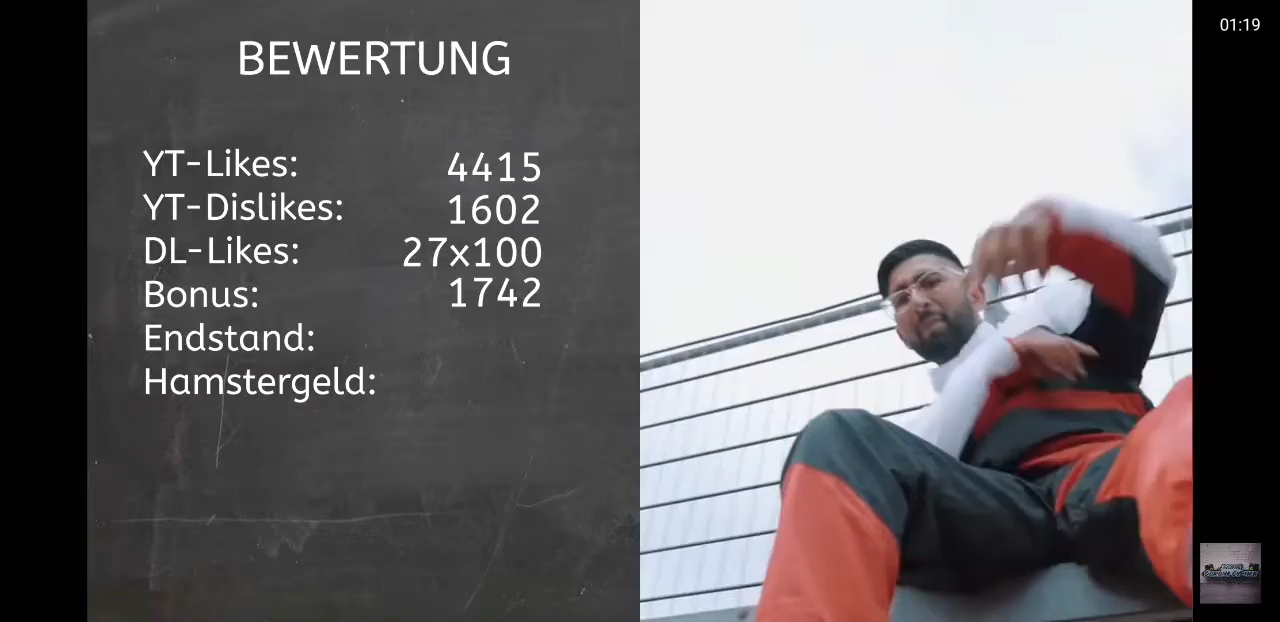 BEWERTUNG
01:19
YT-Likes: 4415
YT-Dislikes: 1602
DL-Likes: 27x100
Bonus: 1742
Endstand:
Hamstergeld: